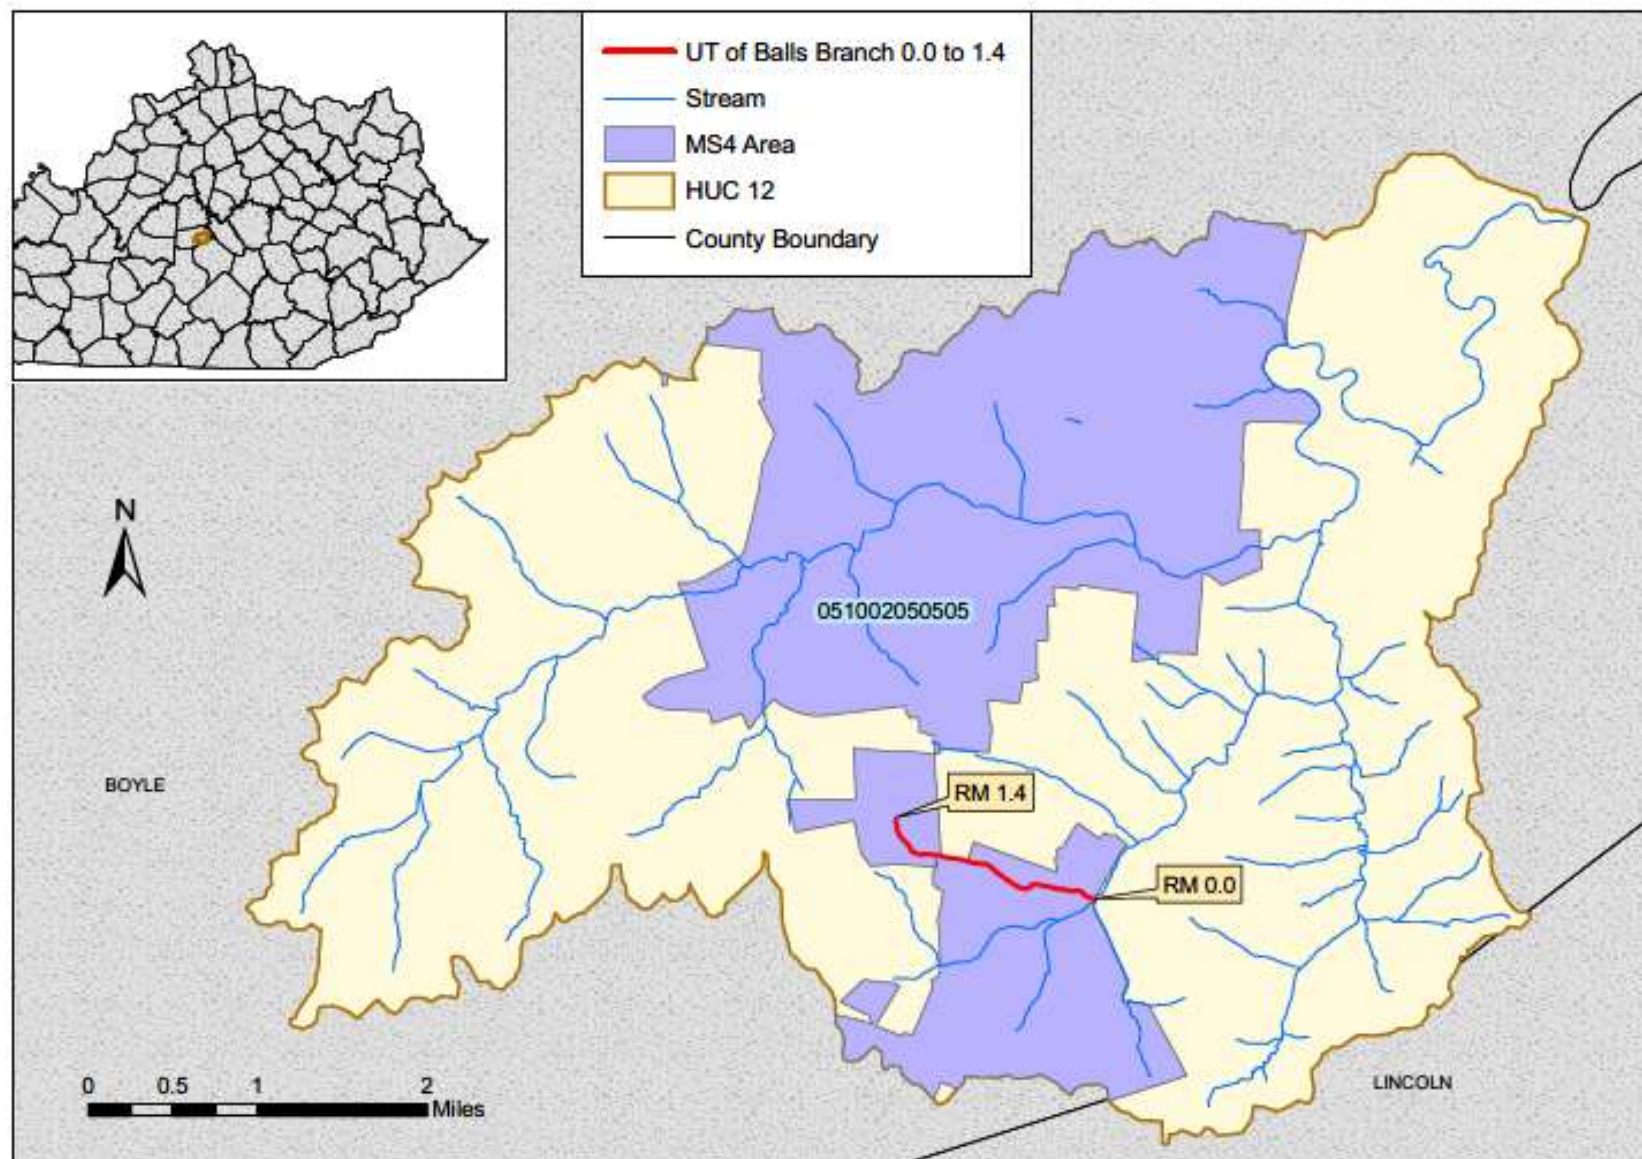 UT of Balls Branch 0.0 to 1.4
Stream
MS4 Area
HUC 12
County Boundary
N
051002050505
BOYLE
RM 1.4
RM 0.0
LINCOLN
0 0.5 1 2
Miles